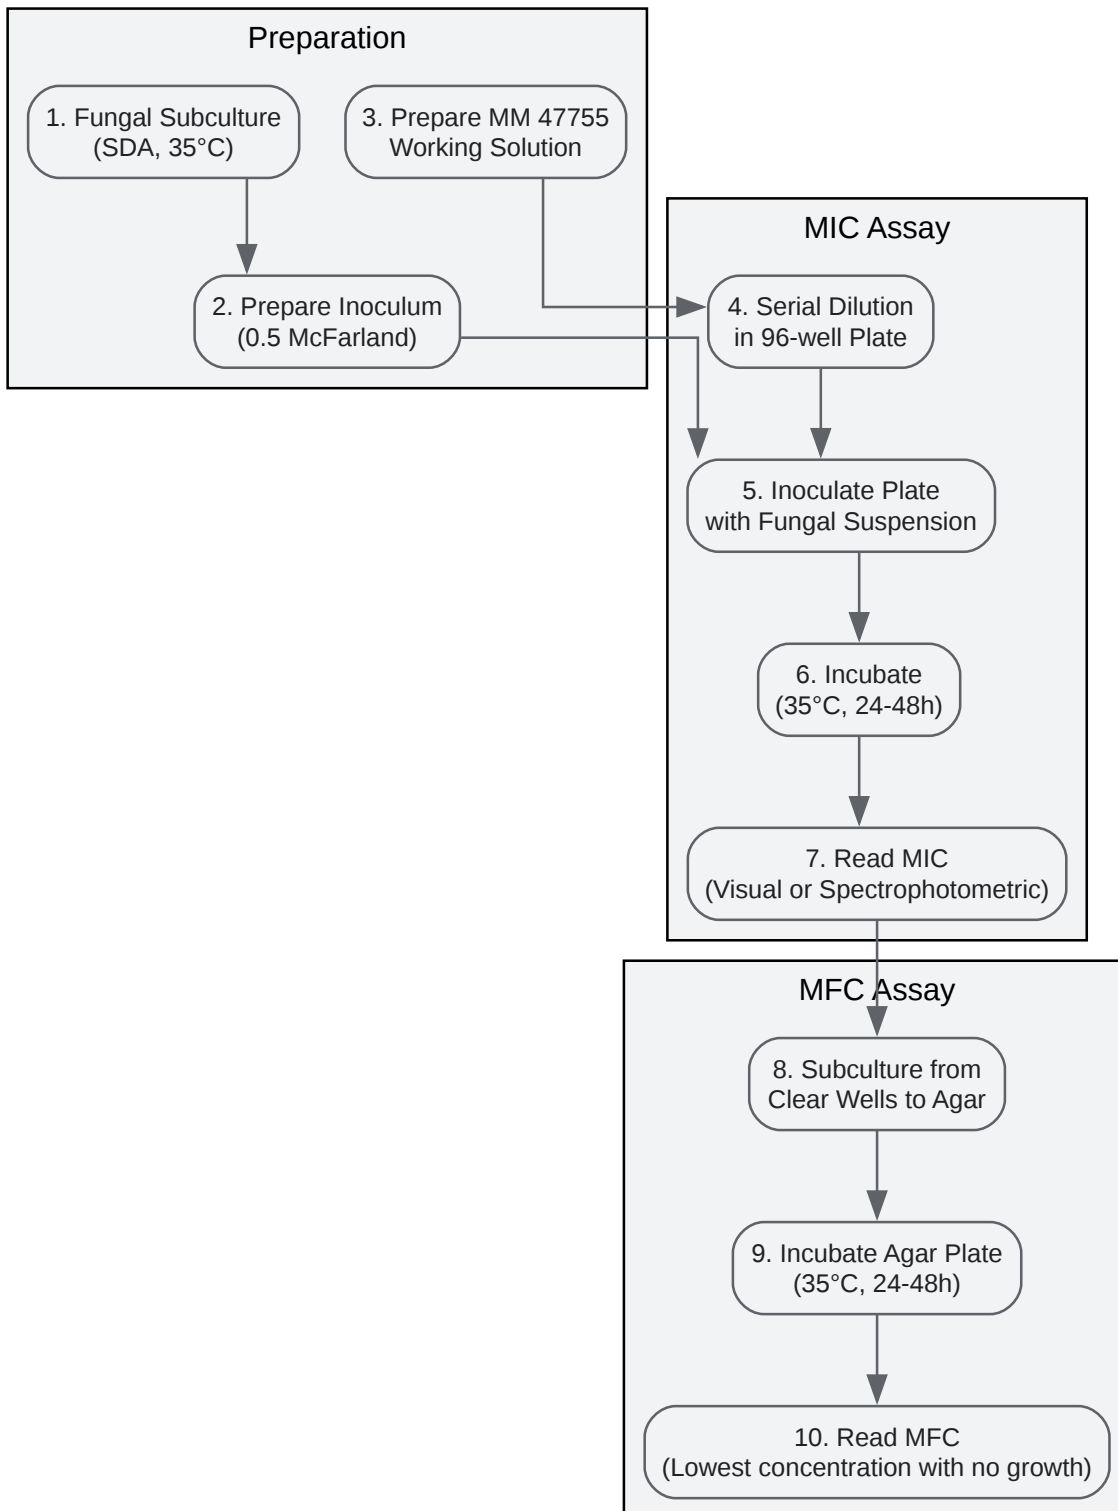 Preparation
1. Fungal Subculture
(SDA, 35°C)
3. Prepare MM 47755
Working Solution
2. Prepare Inoculum
(0.5 McFarland)
MIC Assay
4. Serial Dilution
in 96-well Plate
5. Inoculate Plate
with Fungal Suspension
6. Incubate
(35°C, 24-48h)
7. Read MIC
(Visual or Spectrophotometric)
MFC Assay
8. Subculture from
Clear Wells to Agar
9. Incubate Agar Plate
(35°C, 24-48h)
10. Read MFC
(Lowest concentration with no growth)